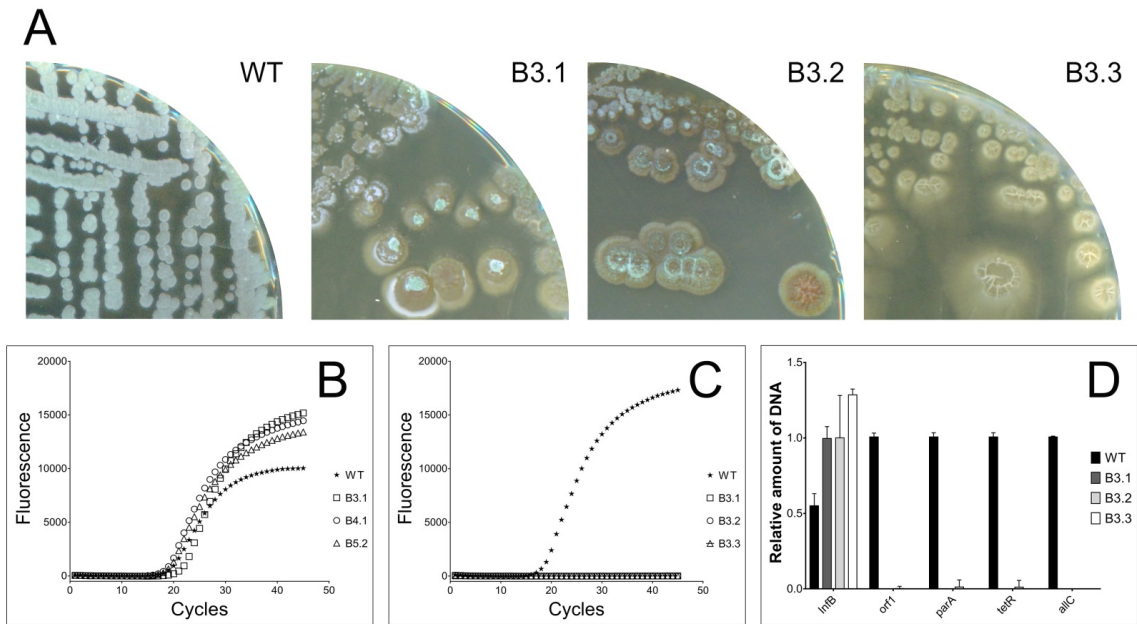 A
WT
B3.1
B3.2
B3.3
B
20000
15000
10000
5000
0
0 10 20 30 40 50
Fluorescence
Cycles
WT
B3.1
B4.1
B5.2
C
20000
15000
10000
5000
0
0 10 20 30 40 50
Fluorescence
Cycles
WT
B3.1
B3.2
B3.3
D
1.5
1.0
0.5
0.0
Relative amount of DNA
InfB
orf1
parA
tetR
allC
WT
B3.1
B3.2
B3.3